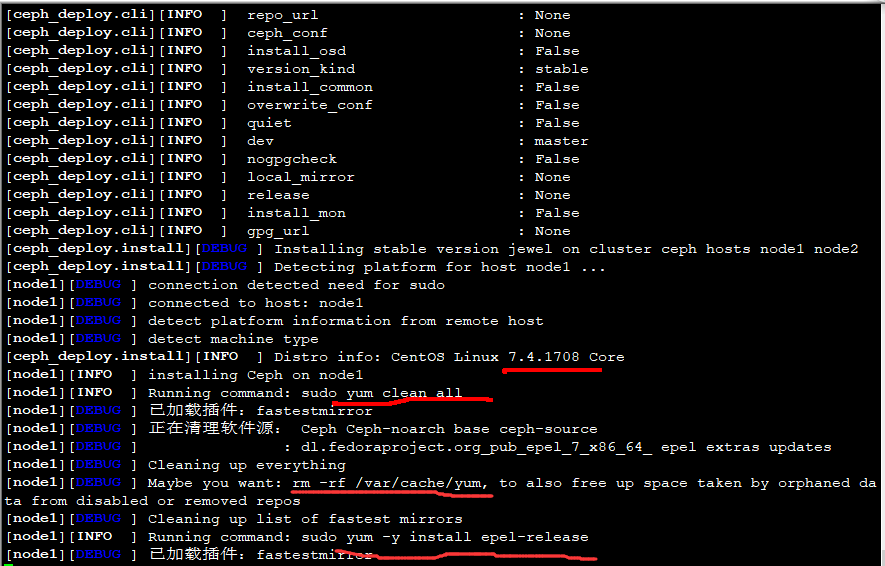 [ceph_deploy.cli][INFO  ]  repo_url                      : None
[ceph_deploy.cli][INFO  ]  ceph_conf                     : None
[ceph_deploy.cli][INFO  ]  install_osd                   : False
[ceph_deploy.cli][INFO  ]  version_kind                  : stable
[ceph_deploy.cli][INFO  ]  install_common                : False
[ceph_deploy.cli][INFO  ]  overwrite_conf                : False
[ceph_deploy.cli][INFO  ]  quiet                         : False
[ceph_deploy.cli][INFO  ]  dev                           : master
[ceph_deploy.cli][INFO  ]  nogpgcheck                    : False
[ceph_deploy.cli][INFO  ]  local_mirror                  : None
[ceph_deploy.cli][INFO  ]  release                       : None
[ceph_deploy.cli][INFO  ]  install_mon                   : False
[ceph_deploy.cli][INFO  ]  gpg_url                       : None
[ceph_deploy.install][DEBUG ] Installing stable version jewel on cluster ceph hosts node1 node2
[ceph_deploy.install][DEBUG ] Detecting platform for host node1 ...
[node1][DEBUG ] connection detected need for sudo
[node1][DEBUG ] connected to host: node1
[node1][DEBUG ] detect platform information from remote host
[node1][DEBUG ] detect machine type
[ceph_deploy.install][INFO  ] Distro info: CentOS Linux 7.4.1708 Core
[node1][INFO  ] installing Ceph on node1
[node1][INFO  ] Running command: sudo yum clean all
[node1][DEBUG ] 已加载插件：fastestmirror
[node1][DEBUG ] 正在清理软件源： Ceph Ceph-noarch base ceph-source
[node1][DEBUG ]                : dl.fedoraproject.org_pub_epel_7_x86_64_ epel extras updates
[node1][DEBUG ] Cleaning up everything
[node1][DEBUG ] Maybe you want: rm -rf /var/cache/yum, to also free up space taken by orphaned da
ta from disabled or removed repos
[node1][DEBUG ] Cleaning up list of fastest mirrors
[node1][INFO  ] Running command: sudo yum -y install epel-release
[node1][DEBUG ] 已加载插件：fastestmirror